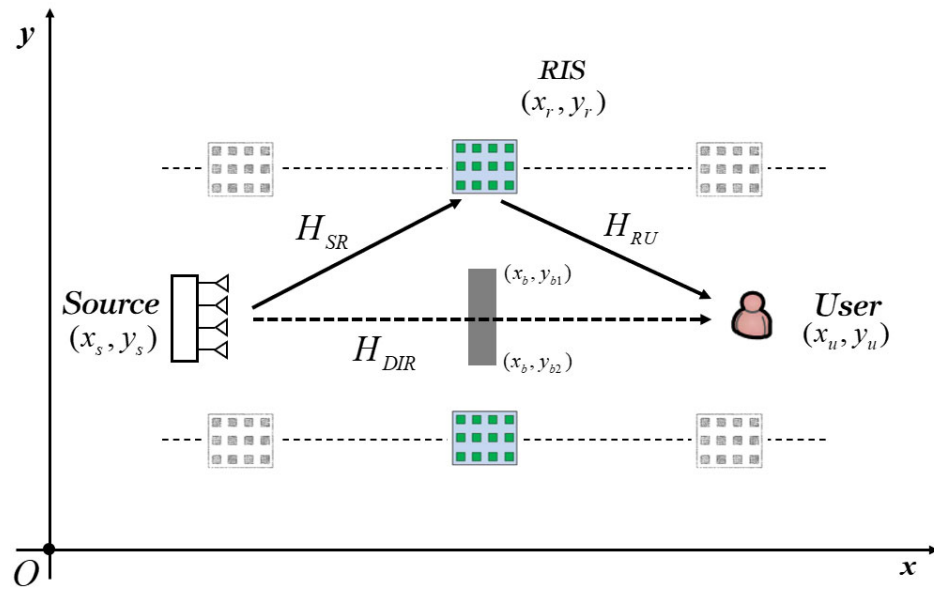 y
RIS
(x_r, y_r)
H_SR
H_RU
(x_b, y_b1)
Source
(x_s, y_s)
User
(x_u, y_u)
H_DIR
(x_b, y_b2)
O
x